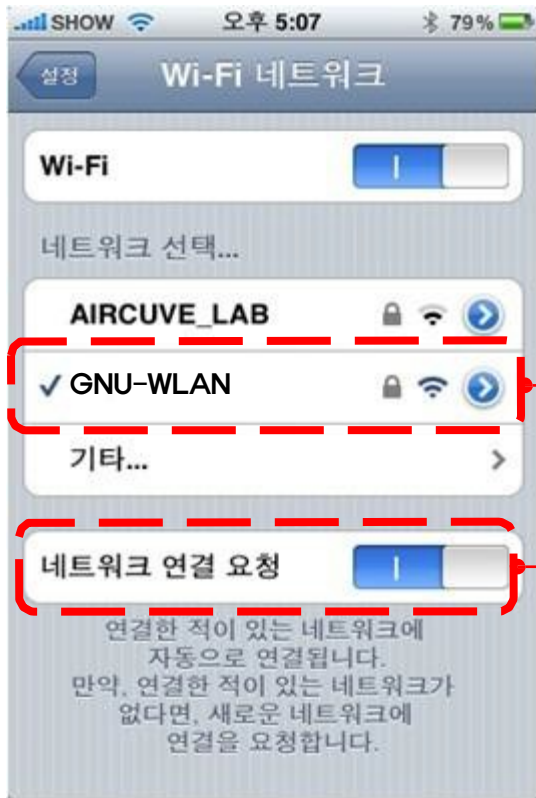 SHOW 오후 5:07 79%
설정 Wi-Fi 네트워크
Wi-Fi
네트워크 선택...
AIRCUVE_LAB
GNU-WLAN
기타...
네트워크 연결 요청
연결한 적이 있는 네트워크에
자동으로 연결됩니다.
만약, 연결한 적이 있는 네트워크가
없다면, 새로운 네트워크에
연결을 요청합니다.